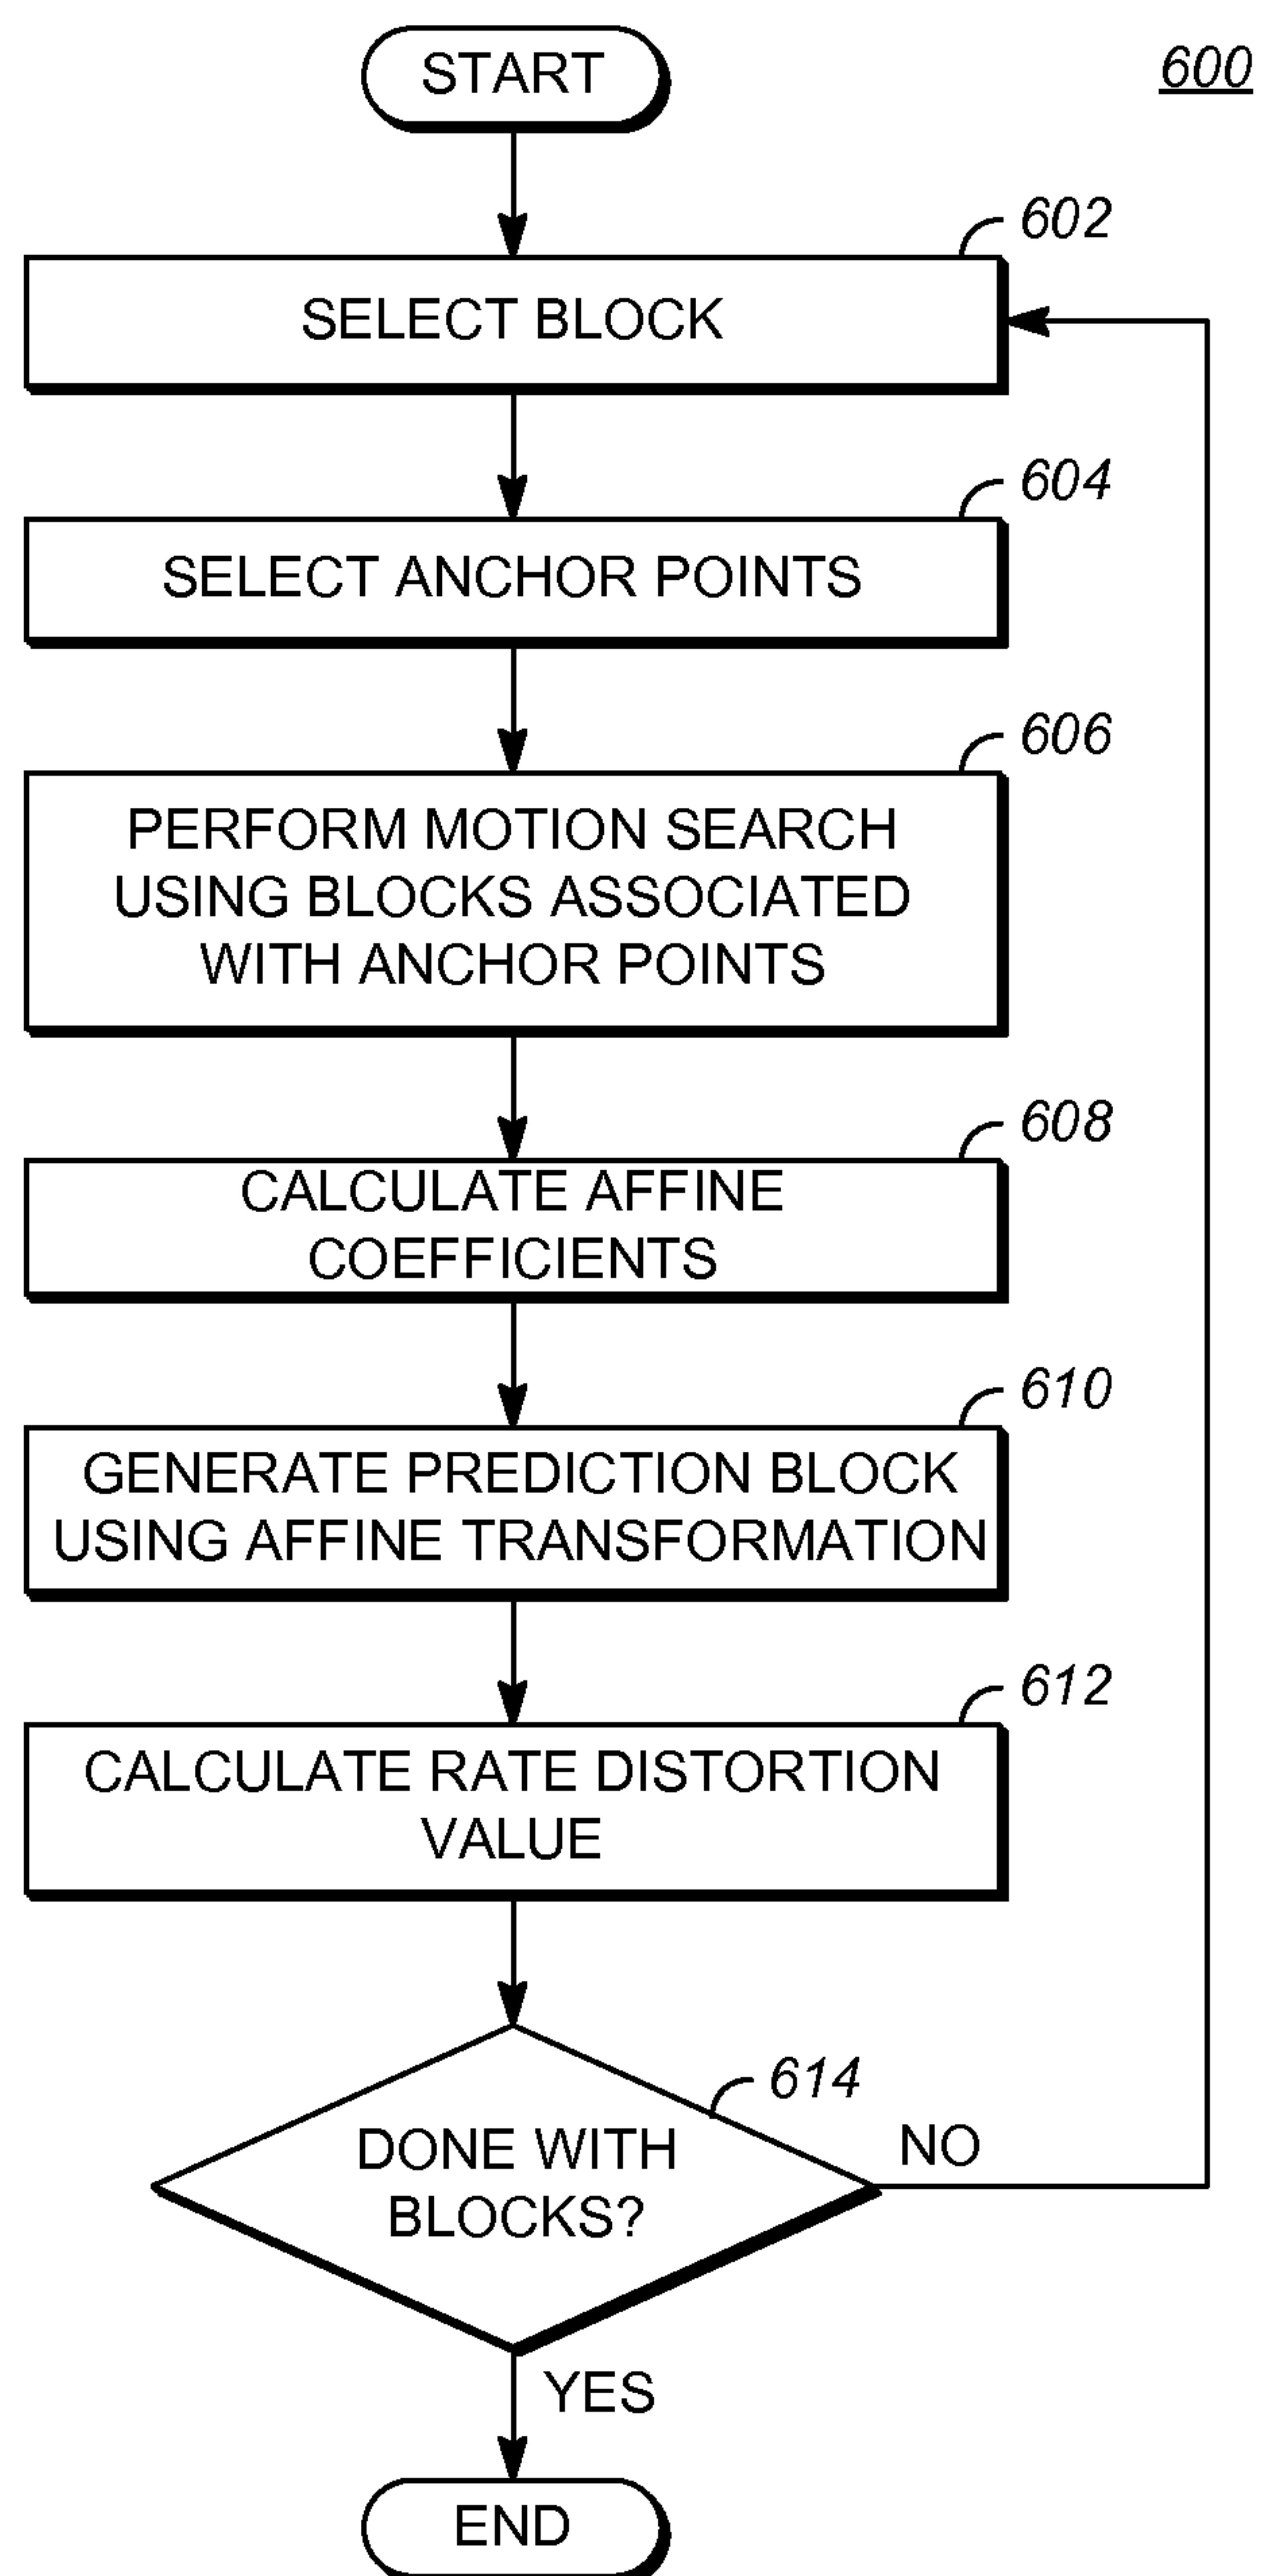 START
600
602
SELECT BLOCK
604
SELECT ANCHOR POINTS
606
PERFORM MOTION SEARCH
USING BLOCKS ASSOCIATED
WITH ANCHOR POINTS
608
CALCULATE AFFINE
COEFFICIENTS
610
GENERATE PREDICTION BLOCK
USING AFFINE TRANSFORMATION
612
CALCULATE RATE DISTORTION
VALUE
614
DONE WITH
BLOCKS?
NO
YES
END